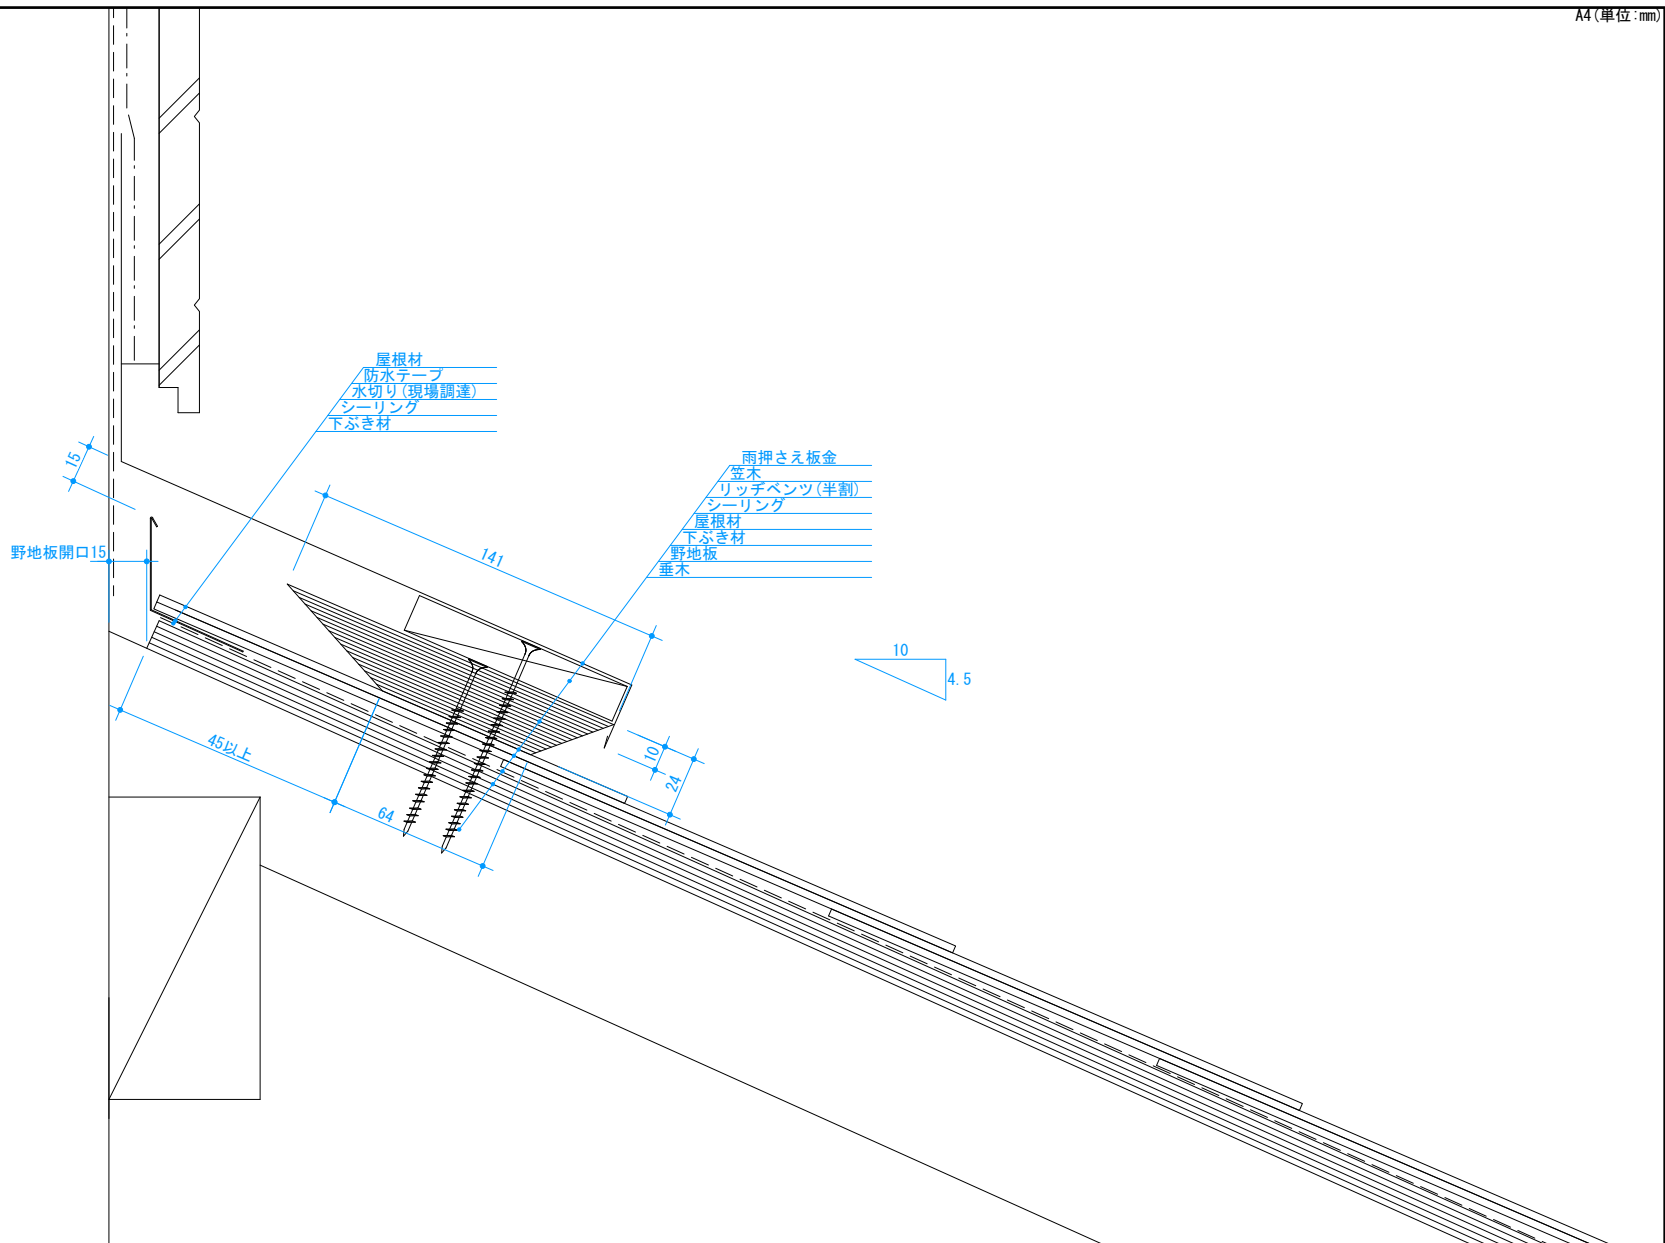 A4(単位:mm)
屋根材
防水テープ
水切り(現場調達)
シーリング
下ぶき材
雨押さえ板金
笠木
リッヂベンツ(半割)
シーリング
屋根材
下ぶき材
野地板
垂木
15
野地板開口15
141
10
4.5
45以上
64
10
24